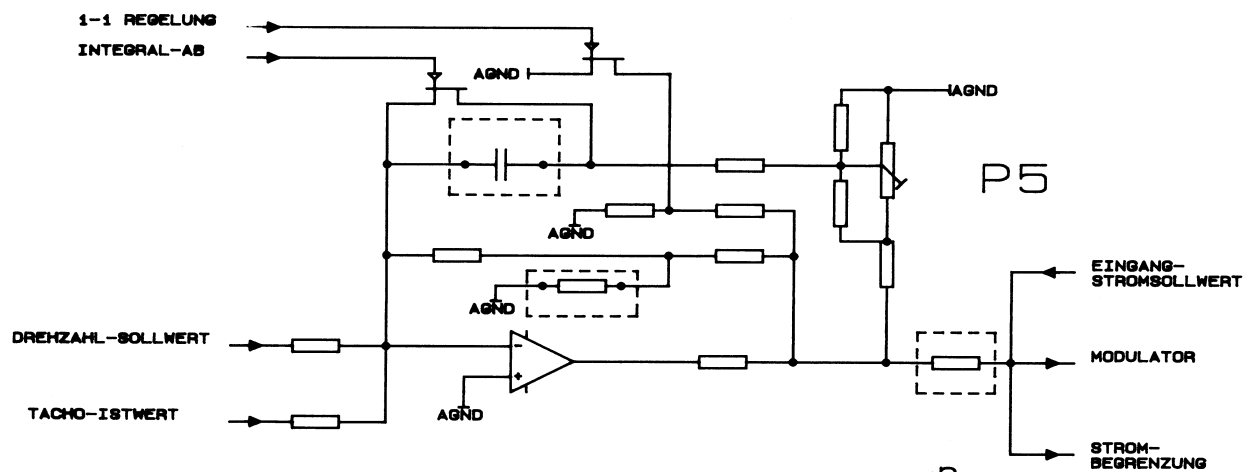 1-1 REGELUNG
INTEGRAL-AB
AGND
AGND
P5
AGND
AGND
EINGANG-
STROMSOLLWERT
DREHZAHL-SOLLWERT
-
MODULATOR
+
AGND
TACHO-ISTWERT
STROM-
BEGRENZUNG